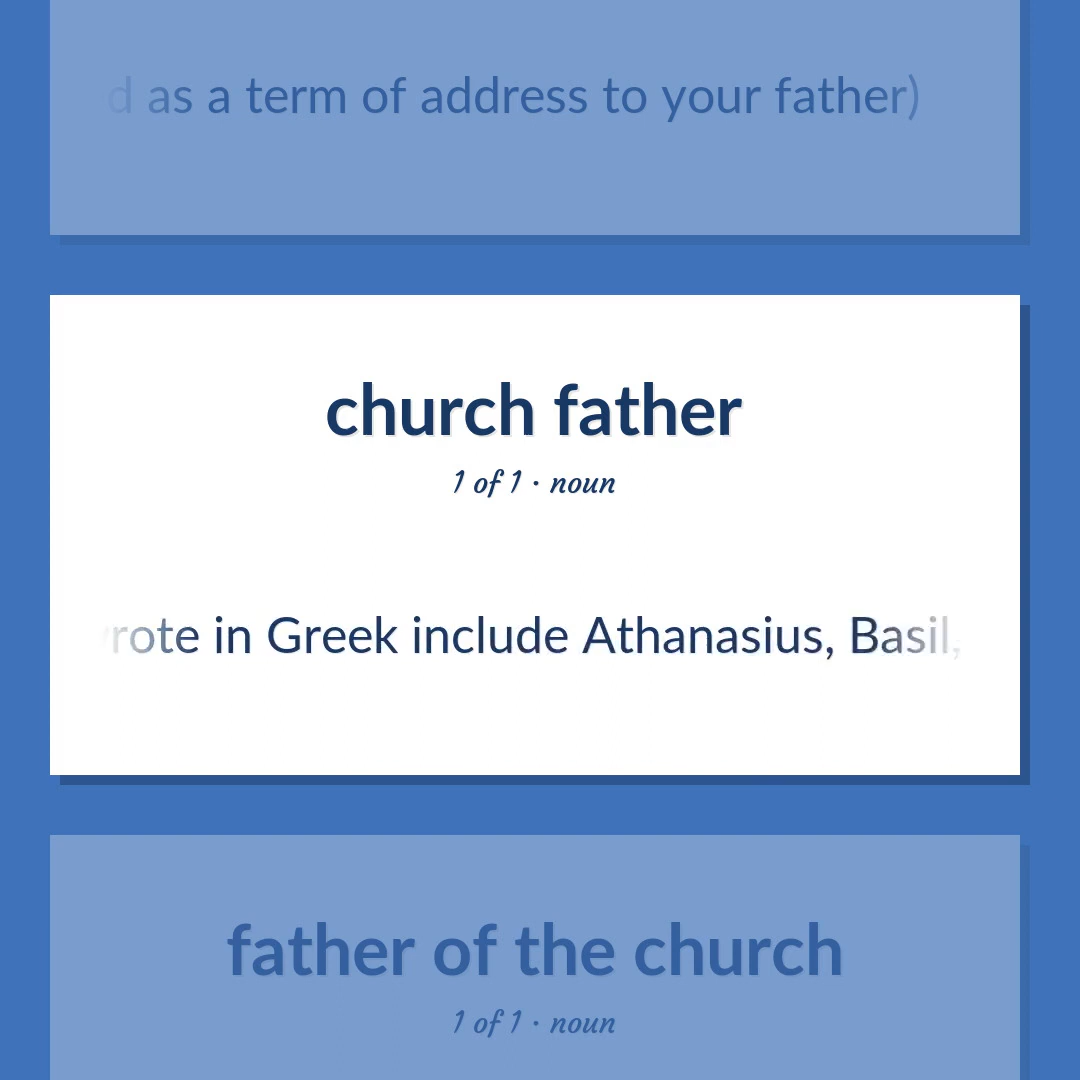 d as a term of address to your father)
church father
1 of 1 · noun
rote in Greek include Athanasius, Basil,
father of the church
1 of 1 · noun